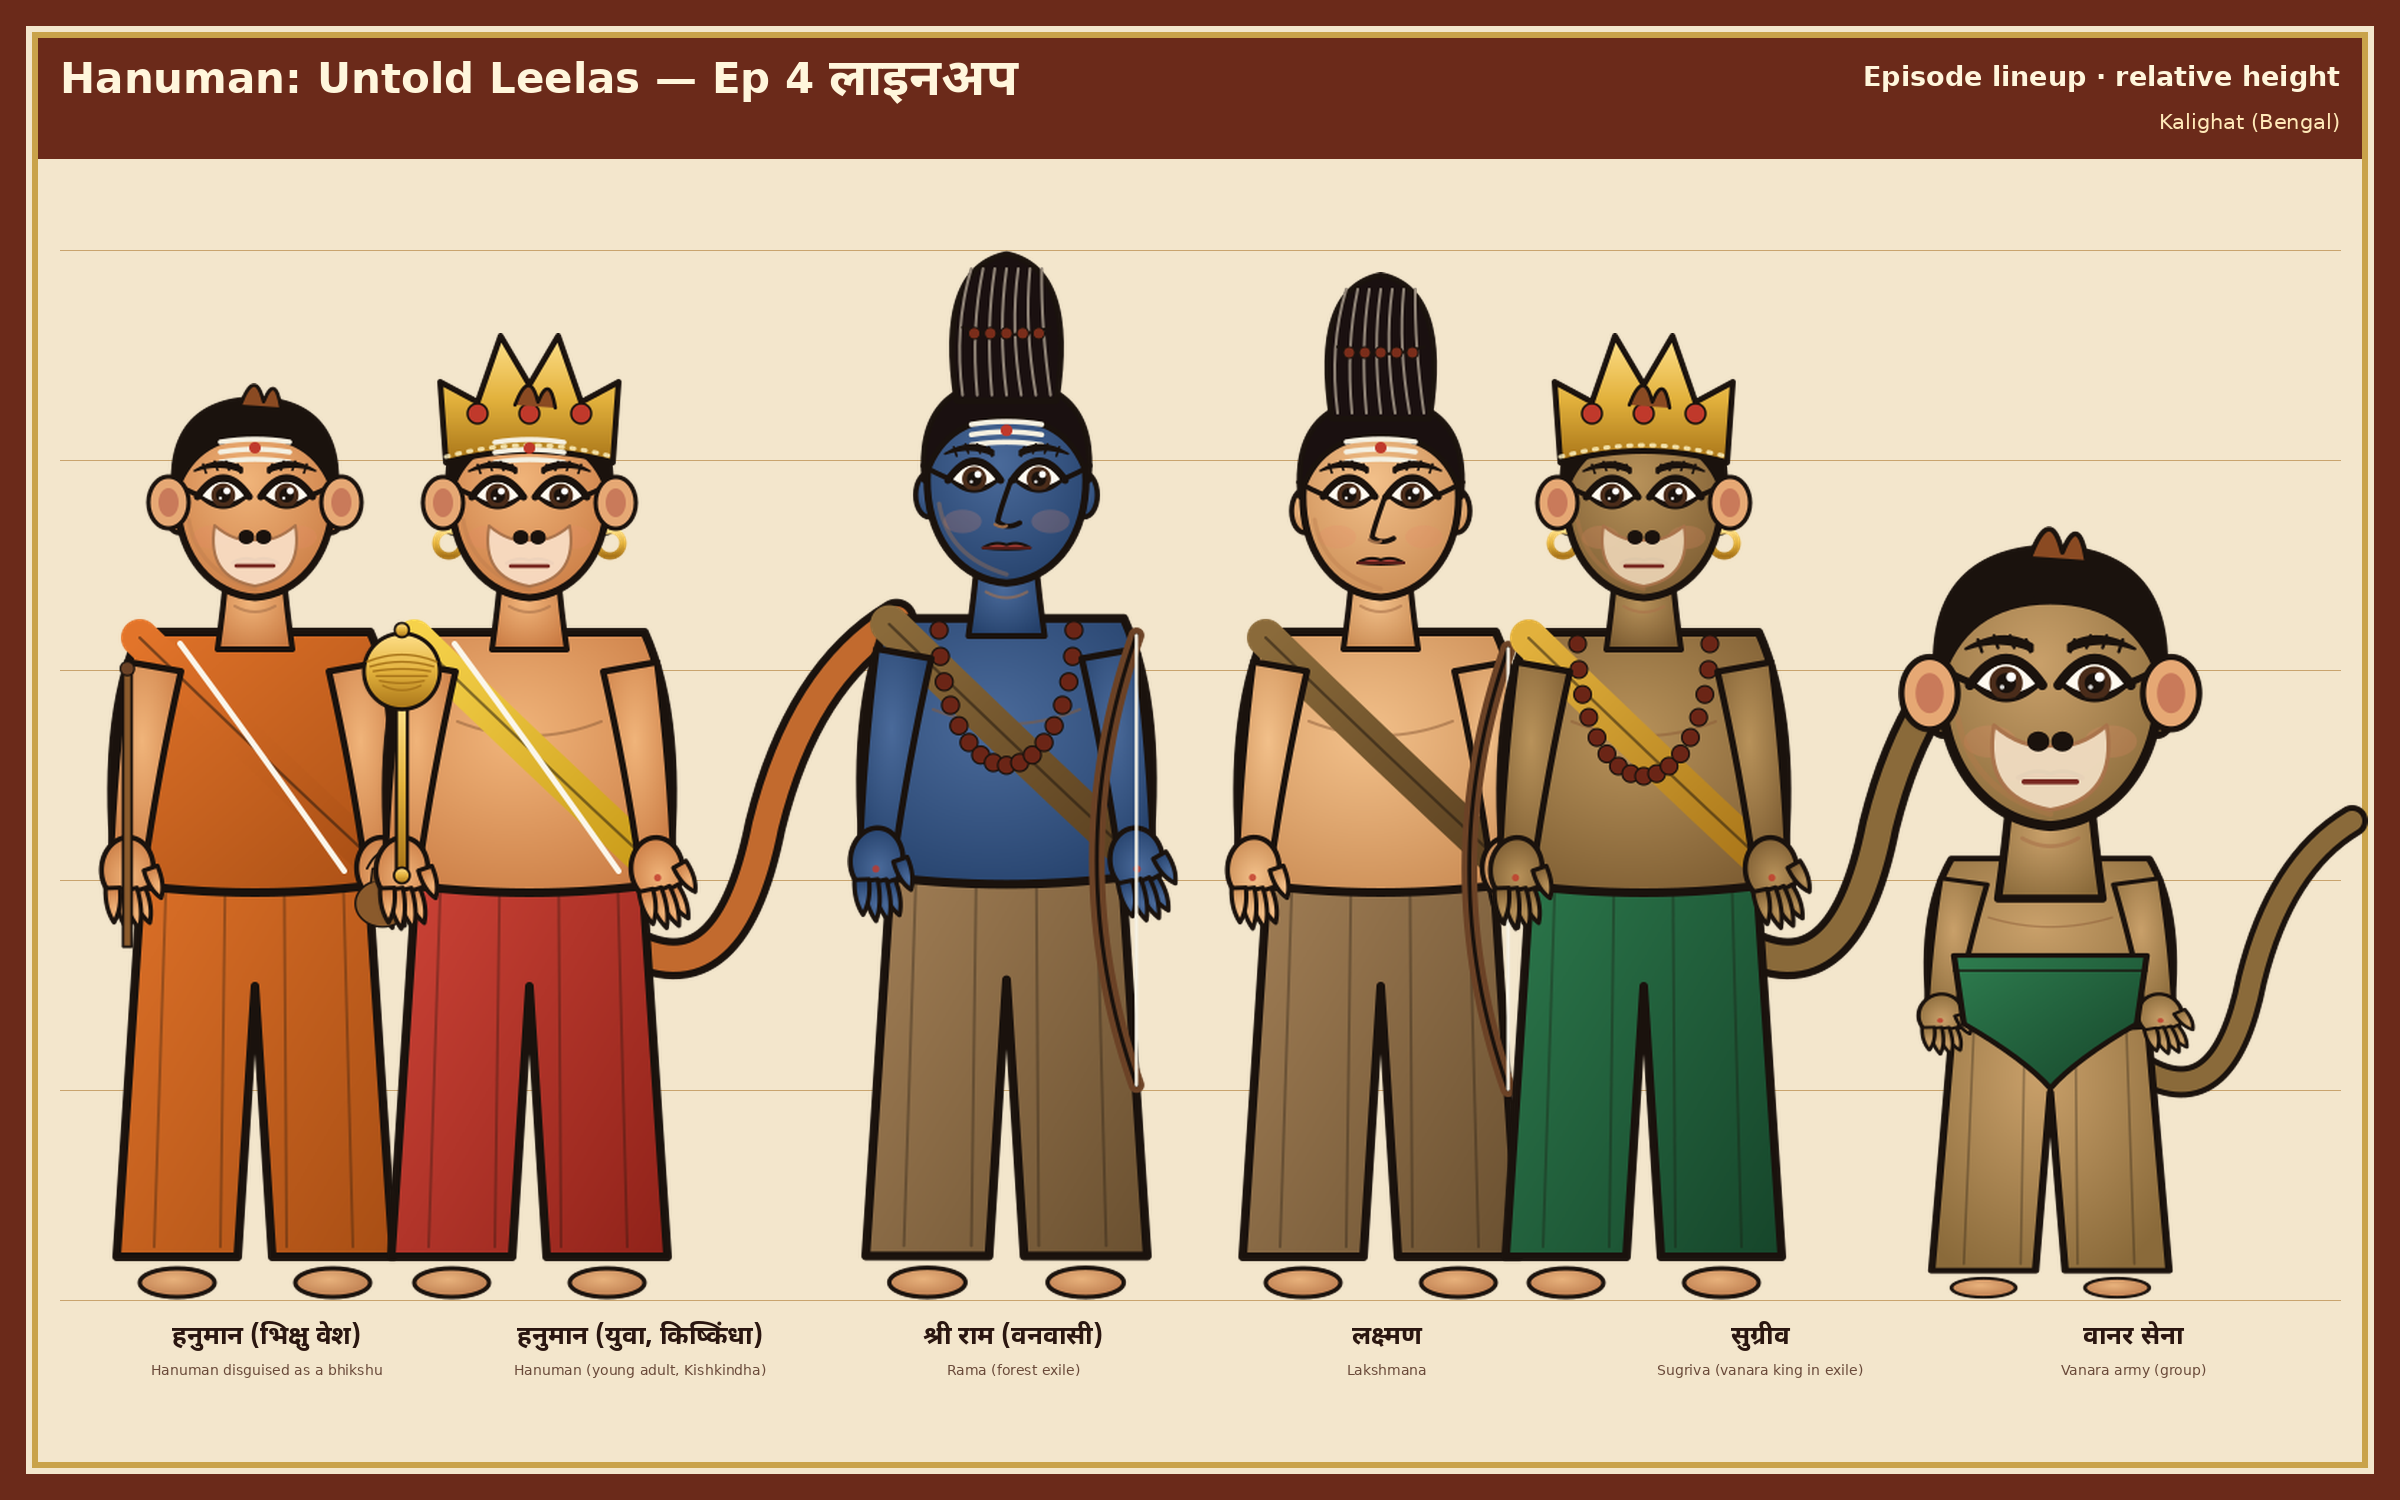 Hanuman: Untold Leelas — Ep 4 लाइनअप
Episode lineup · relative height
Kalighat (Bengal)
हनुमान (भिक्षु वेश)
Hanuman disguised as a bhikshu
हनुमान (युवा, किष्किंधा)
Hanuman (young adult, Kishkindha)
श्री राम (वनवासी)
Rama (forest exile)
लक्ष्मण
Lakshmana
सुग्रीव
Sugriva (vanara king in exile)
वानर सेना
Vanara army (group)